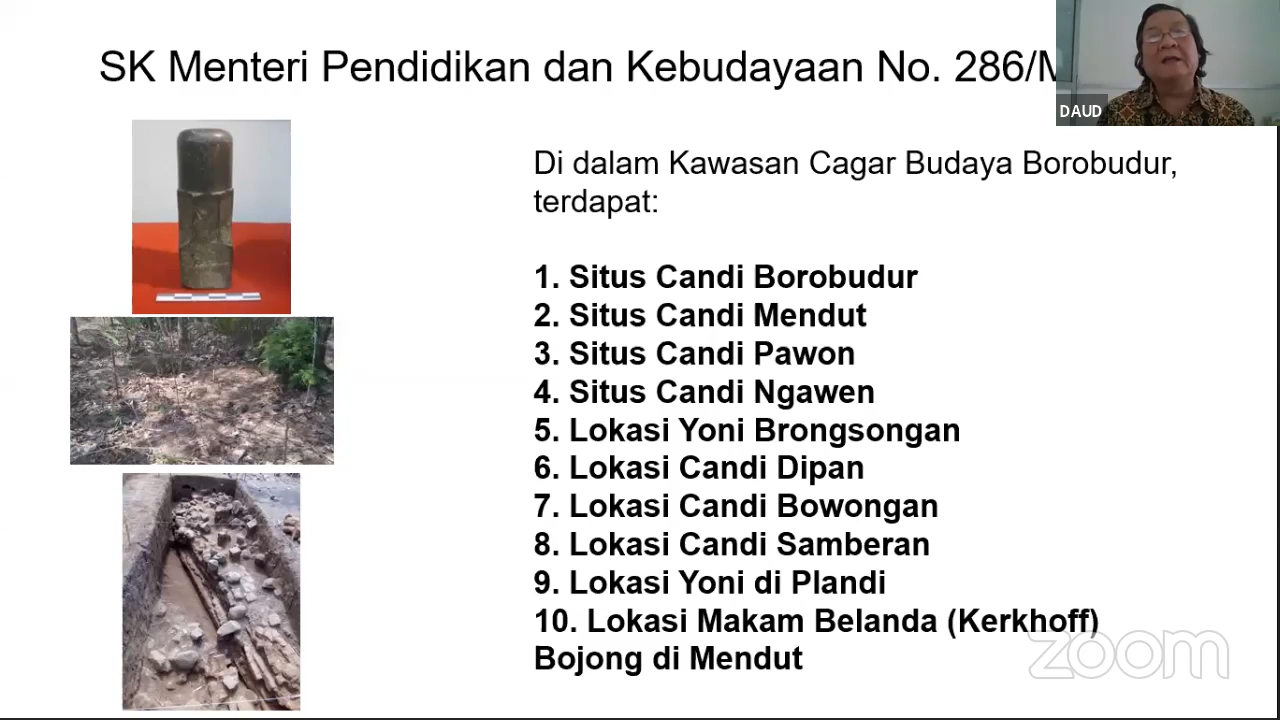 SK Menteri Pendidikan dan Kebudayaan No. 286/
DAUD
Di dalam Kawasan Cagar Budaya Borobudur,
terdapat:
1. Situs Candi Borobudur
2. Situs Candi Mendut
3. Situs Candi Pawon
4. Situs Candi Ngawen
5. Lokasi Yoni Brongsongan
6. Lokasi Candi Dipan
7. Lokasi Candi Bowongan
8. Lokasi Candi Samberan
9. Lokasi Yoni di Plandi
10. Lokasi Makam Belanda (Kerkhoff)
Bojong di Mendut
zoom